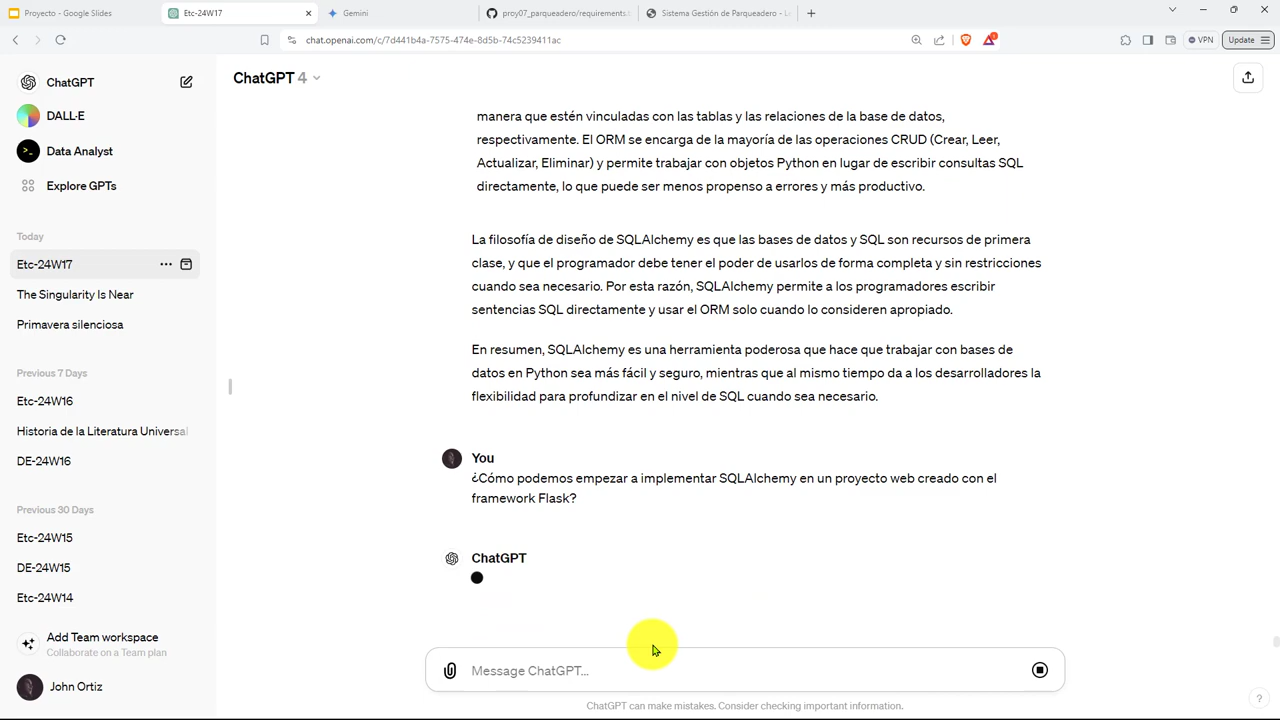 Proyecto - Google Slides
Etc-24W17
Gemini
proy07_parqueadero/requirements.t
Sistema Gestión de Parqueadero - L
chat.openai.com/c/7d441b4a-7575-474e-8d5b-74c5239411ac
1
VPN
Update
ChatGPT
DALL·E
Data Analyst
Explore GPTs
Today
Etc-24W17
The Singularity Is Near
Primavera silenciosa
Previous 7 Days
Etc-24W16
Historia de la Literatura Universal
DE-24W16
Previous 30 Days
Etc-24W15
DE-24W15
Etc-24W14
Add Team workspace
Collaborate on a Team plan
John Ortiz
ChatGPT 4
manera que estén vinculadas con las tablas y las relaciones de la base de datos,
respectivamente. El ORM se encarga de la mayoría de las operaciones CRUD (Crear, Leer,
Actualizar, Eliminar) y permite trabajar con objetos Python en lugar de escribir consultas SQL
directamente, lo que puede ser menos propenso a errores y más productivo.
La filosofía de diseño de SQLAlchemy es que las bases de datos y SQL son recursos de primera
clase, y que el programador debe tener el poder de usarlos de forma completa y sin restricciones
cuando sea necesario. Por esta razón, SQLAlchemy permite a los programadores escribir
sentencias SQL directamente y usar el ORM solo cuando lo consideren apropiado.
En resumen, SQLAlchemy es una herramienta poderosa que hace que trabajar con bases de
datos en Python sea más fácil y seguro, mientras que al mismo tiempo da a los desarrolladores la
flexibilidad para profundizar en el nivel de SQL cuando sea necesario.
You
¿Cómo podemos empezar a implementar SQLAlchemy en un proyecto web creado con el
framework Flask?
ChatGPT
Message ChatGPT...
ChatGPT can make mistakes. Consider checking important information.
?